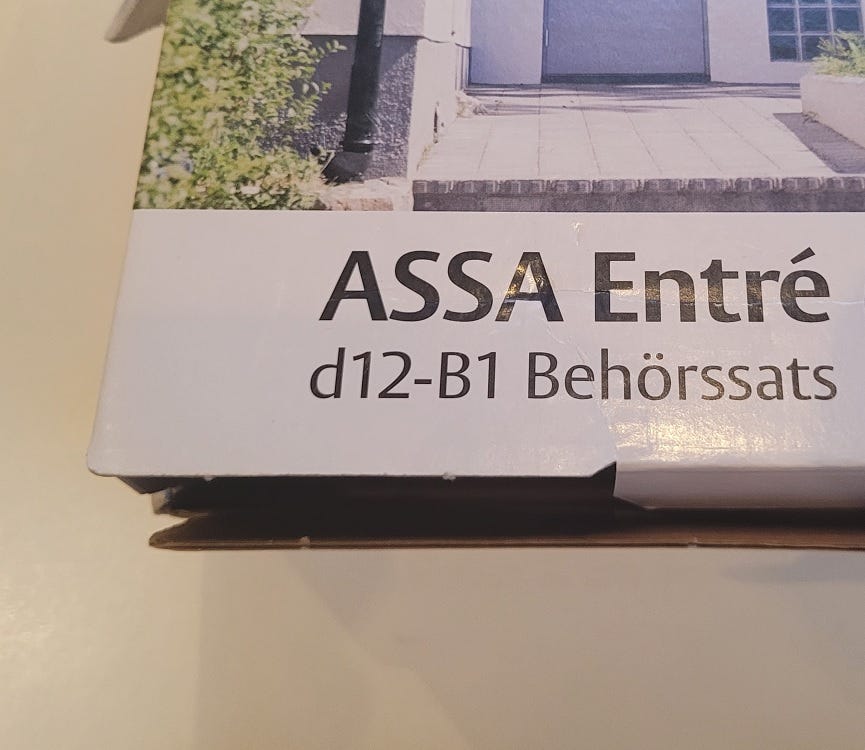 ASSA Entré
d12-B1 Behörssats